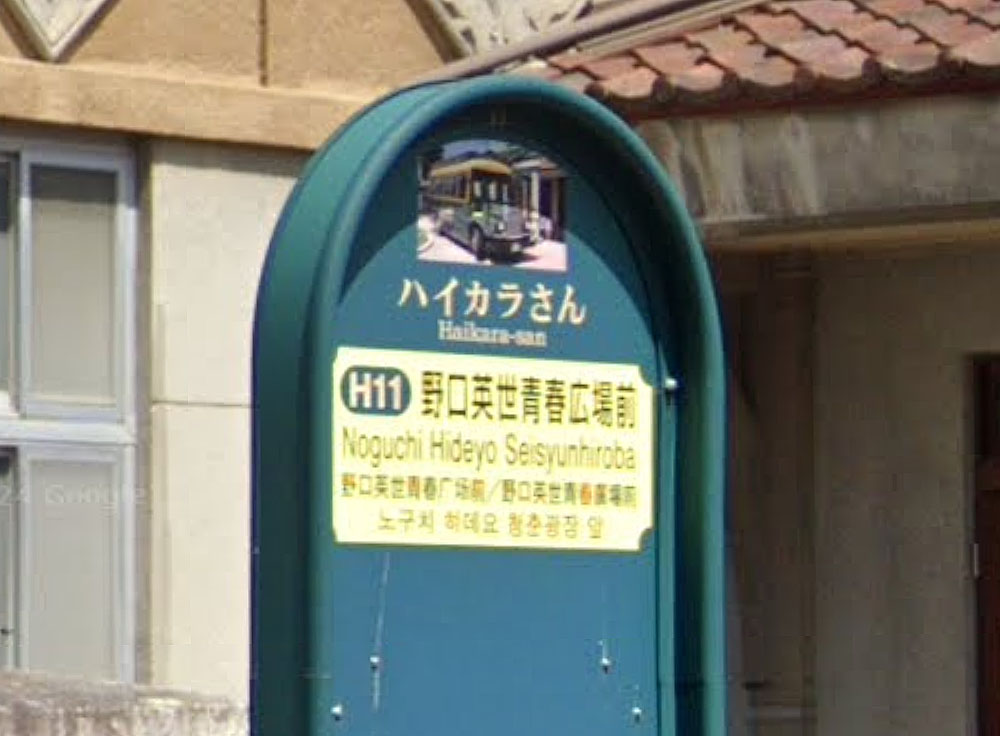 ハイカラさん
Haikara-san
H11 野口英世青春広場前
Noguchi Hideyo Seisyunhiroba
野口英世青春广场前/野口英世青春廣場前
노구치 히데요 청춘광장 앞